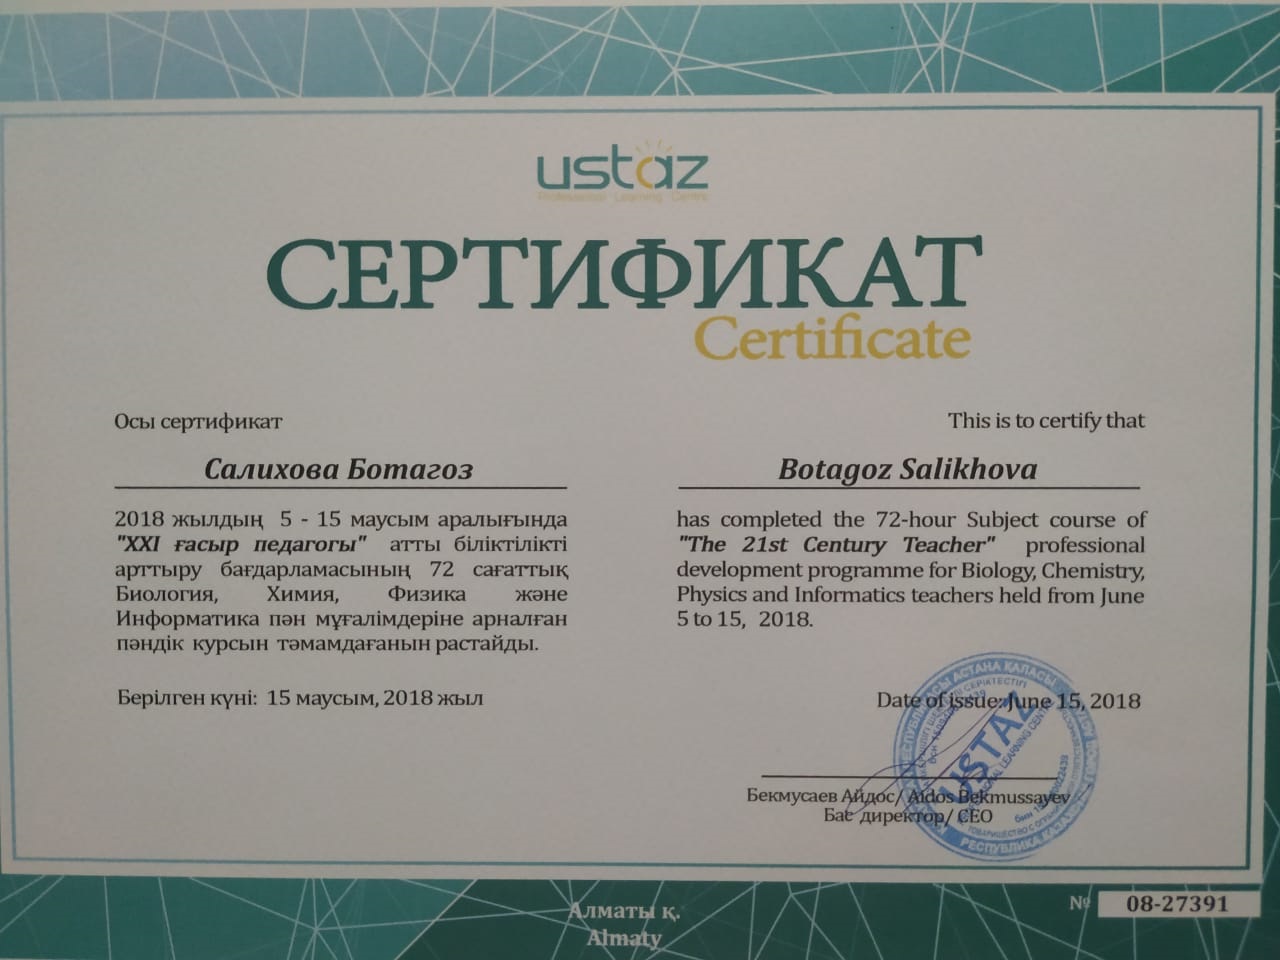 ustaz
Professional Learning Centre
СЕРТИФИКАТ
Certificate
Осы сертификат
Салихова Ботагоз
2018 жылдың 5 - 15 маусым аралығында
"XXI ғасыр педагогы" атты біліктілікті
арттыру бағдарламасының 72 сағаттық
Биология, Химия, Физика және
Информатика пән мұғалімдеріне арналған
пәндік курсын тәмамдағанын растайды.
Берілген күні: 15 маусым, 2018 жыл
This is to certify that
Botagoz Salikhova
has completed the 72-hour Subject course of
"The 21st Century Teacher" professional
development programme for Biology, Chemistry,
Physics and Informatics teachers held from June
5 to 15, 2018.
Date of issue: June 15, 2018
USTAZ
LEARNING CENTRE
АСТАНА ҚАЛАСЫ
РЕСПУБЛИКА
Бекмусаев Айдос/ Aidos Bekmussayev
Бас директор/ CEO
Алматы қ.
Almaty
№ 08-27391